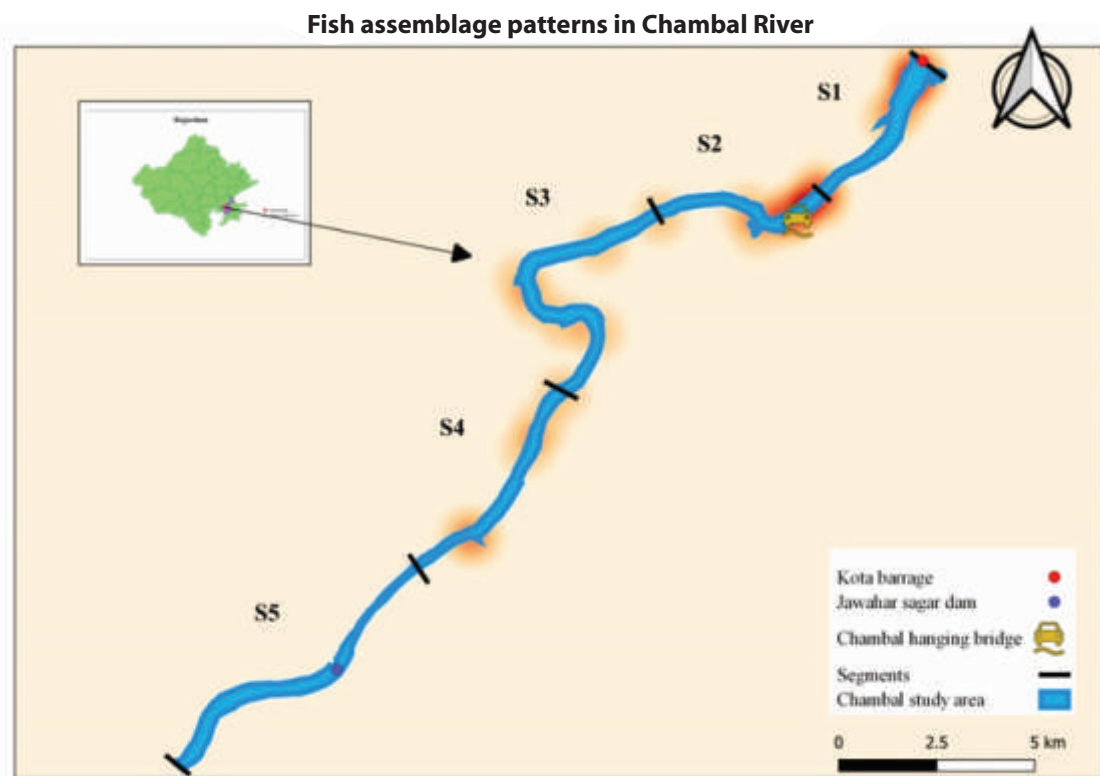 Fish assemblage patterns in Chambal River
Rajasthan
S1
S2
S3
S4
S5
Kota barrage
Jawahar sagar dam
Chambal hanging bridge
Segments
Chambal study area
0 2.5 5 km